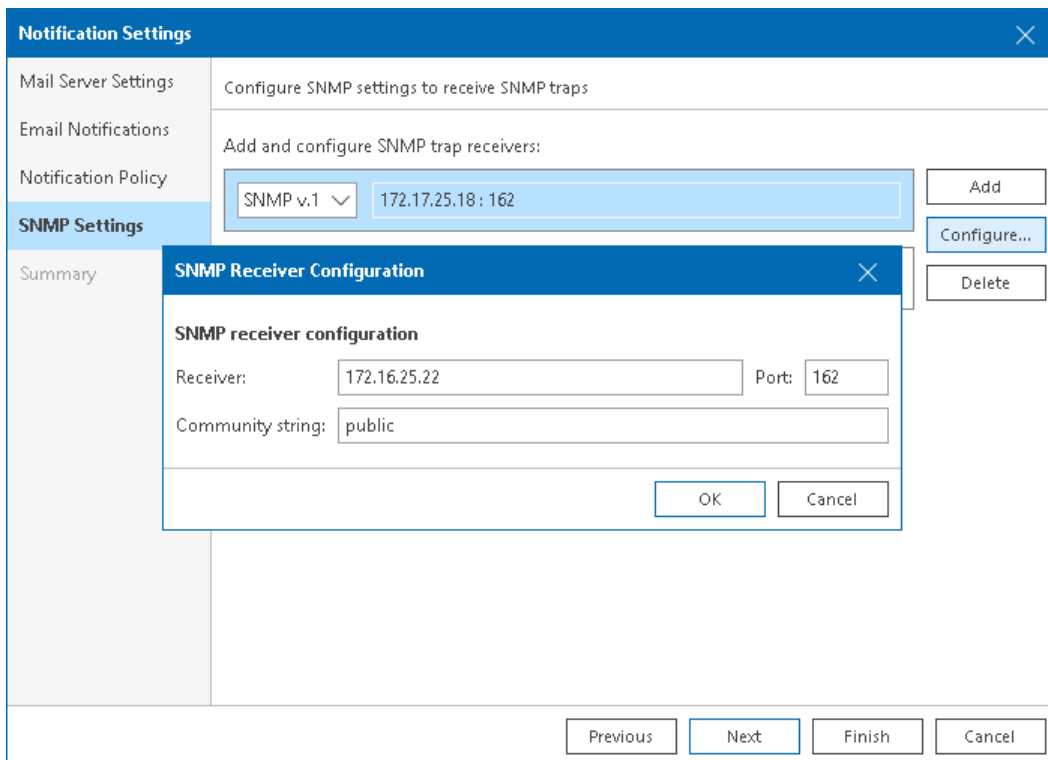 Notification Settings
Mail Server Settings
Configure SNMP settings to receive SNMP traps
Email Notifications
Add and configure SNMP trap receivers:
Notification Policy
SNMP v.1
172.17.25.18 : 162
Add
SNMP Settings
Configure...
Summary
Delete
SNMP Receiver Configuration
SNMP receiver configuration
Receiver: 172.16.25.22 Port: 162
Community string: public
OK Cancel
Previous Next Finish Cancel